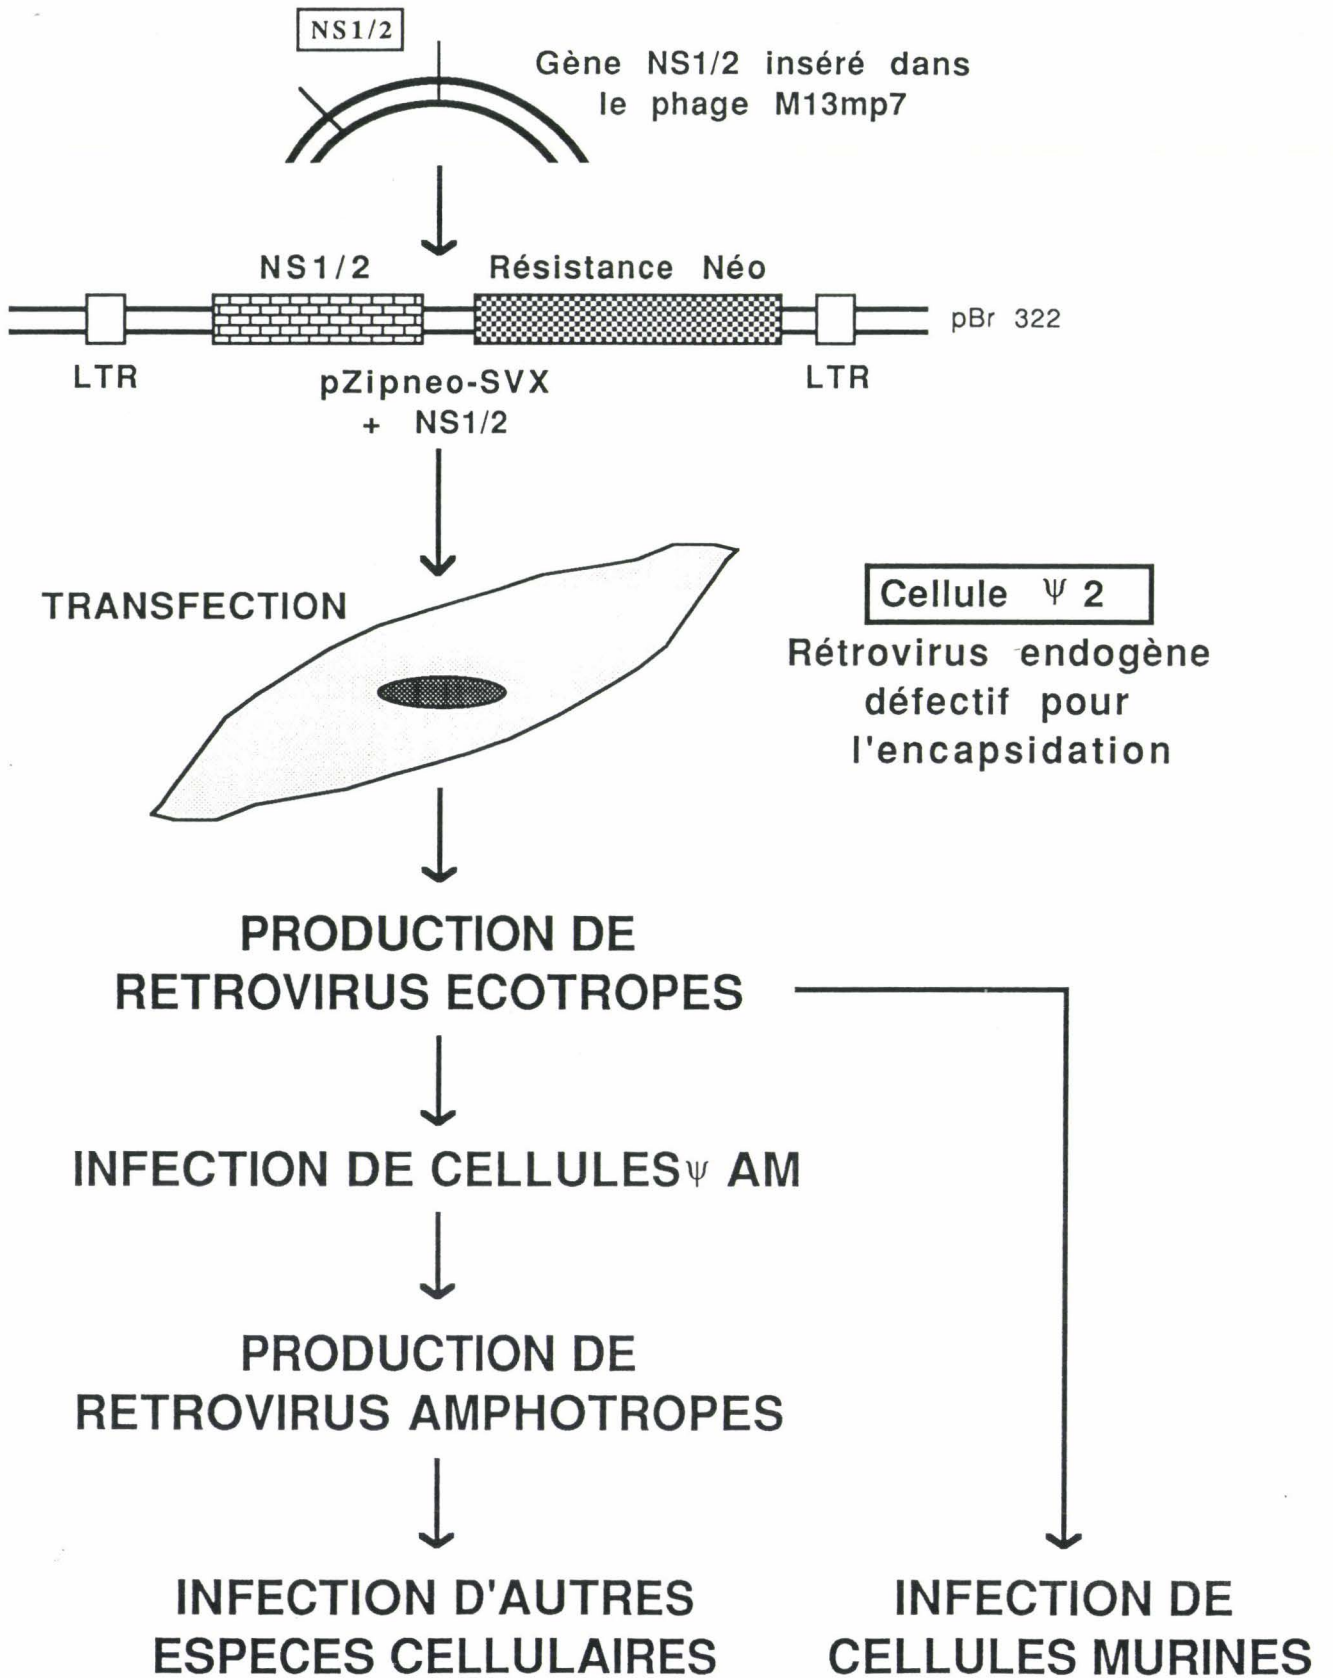 NS1/2
Gène NS1/2 inséré dans
le phage M13mp7
NS1/2 Résistance Néo
pBr 322
LTR
pZipneo-SVX
+ NS1/2
LTR
TRANSFECTION
Cellule Ψ 2
Rétrovirus endogène
défectif pour
l'encapsidation
PRODUCTION DE
RETROVIRUS ECOTROPES
INFECTION DE CELLULES Ψ AM
PRODUCTION DE
RETROVIRUS AMPHOTROPES
INFECTION D'AUTRES
ESPECES CELLULAIRES
INFECTION DE
CELLULES MURINES